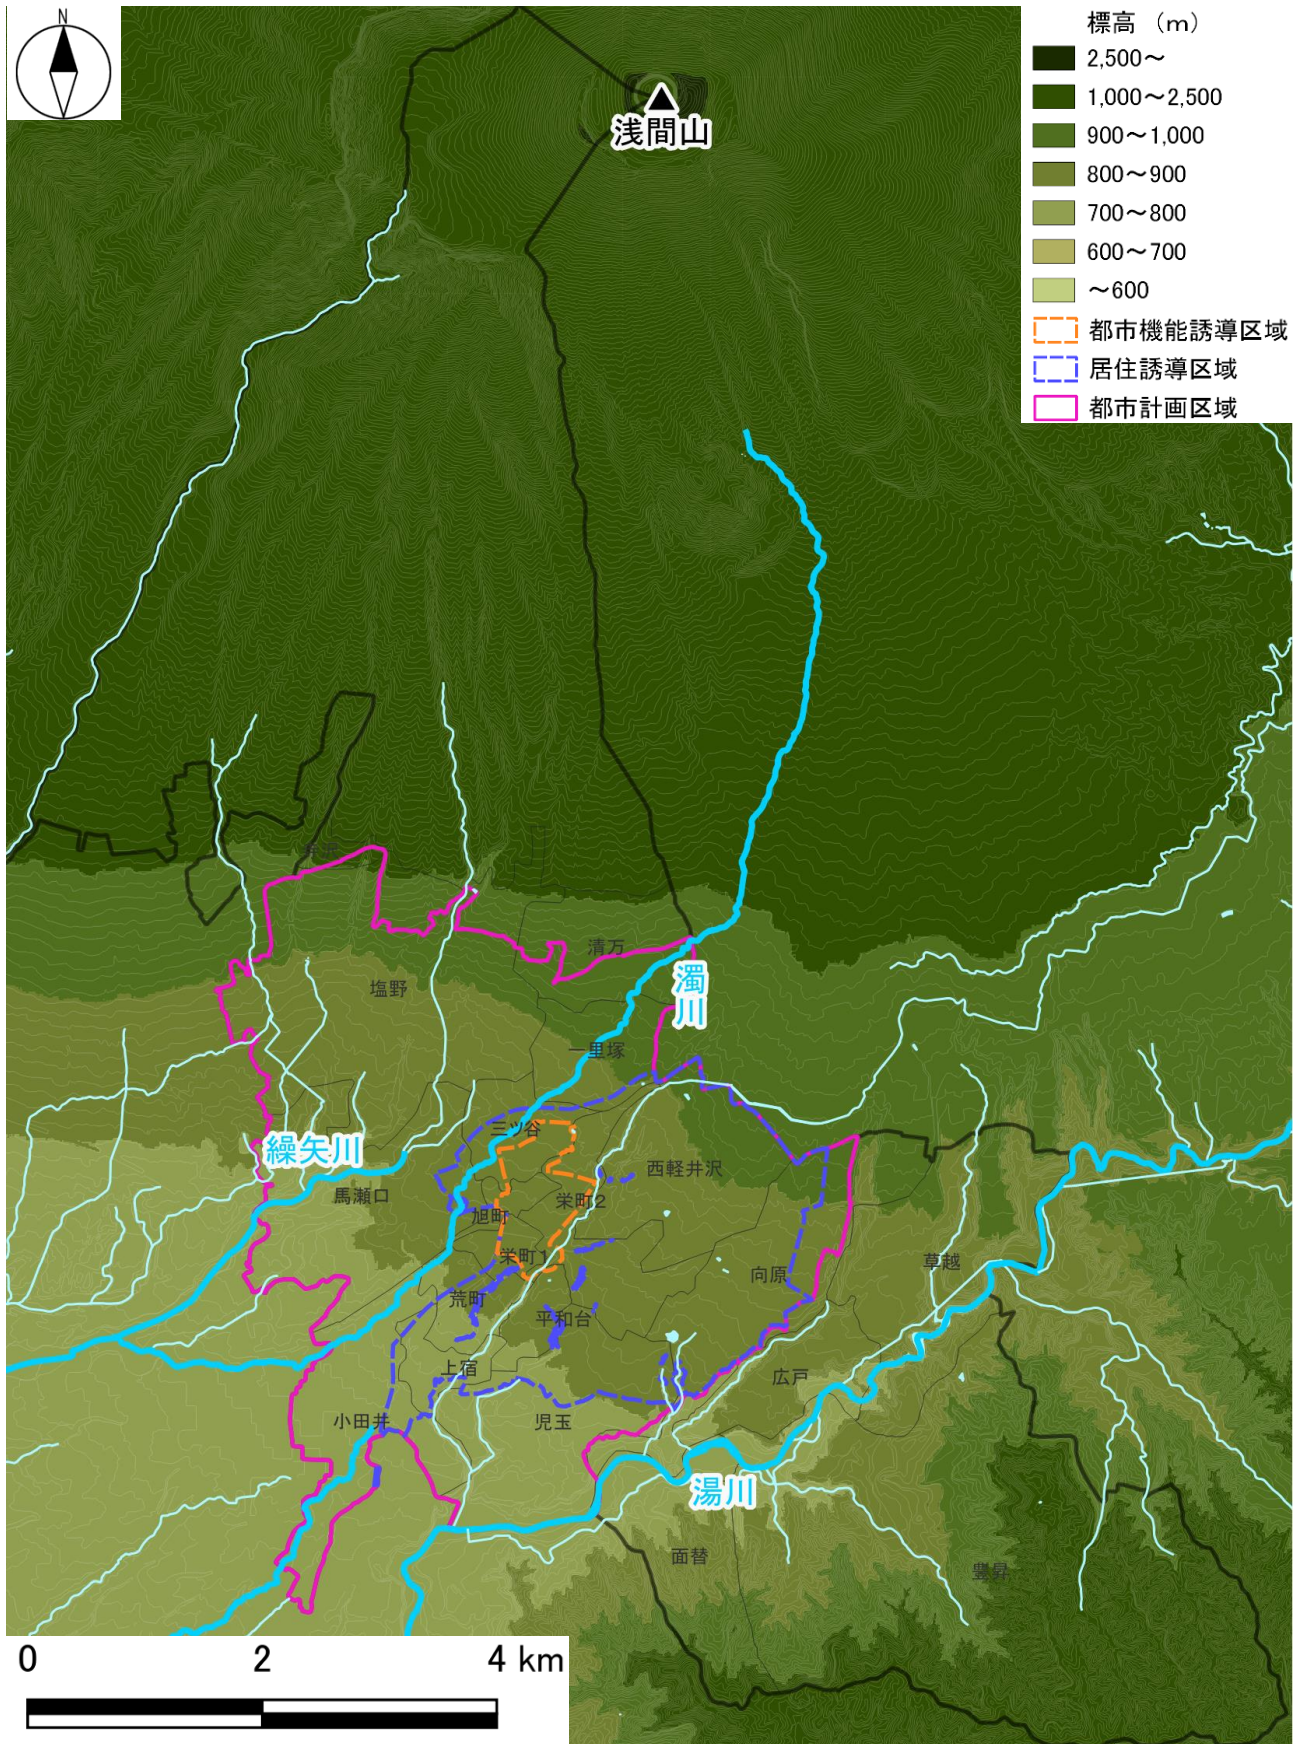 N
標高 （m）
2,500～
1,000～2,500
900～1,000
800～900
700～800
600～700
～600
都市機能誘導区域
居住誘導区域
都市計画区域
浅間山
清万
塩野
濁川
一里塚
三ツ谷
繰矢川
西軽井沢
馬瀬口
栄町2
旭町
栄町1
向原
草越
荒町
平和台
上宿
広戸
小田井
児玉
湯川
面替
豊昇
0 2 4 km